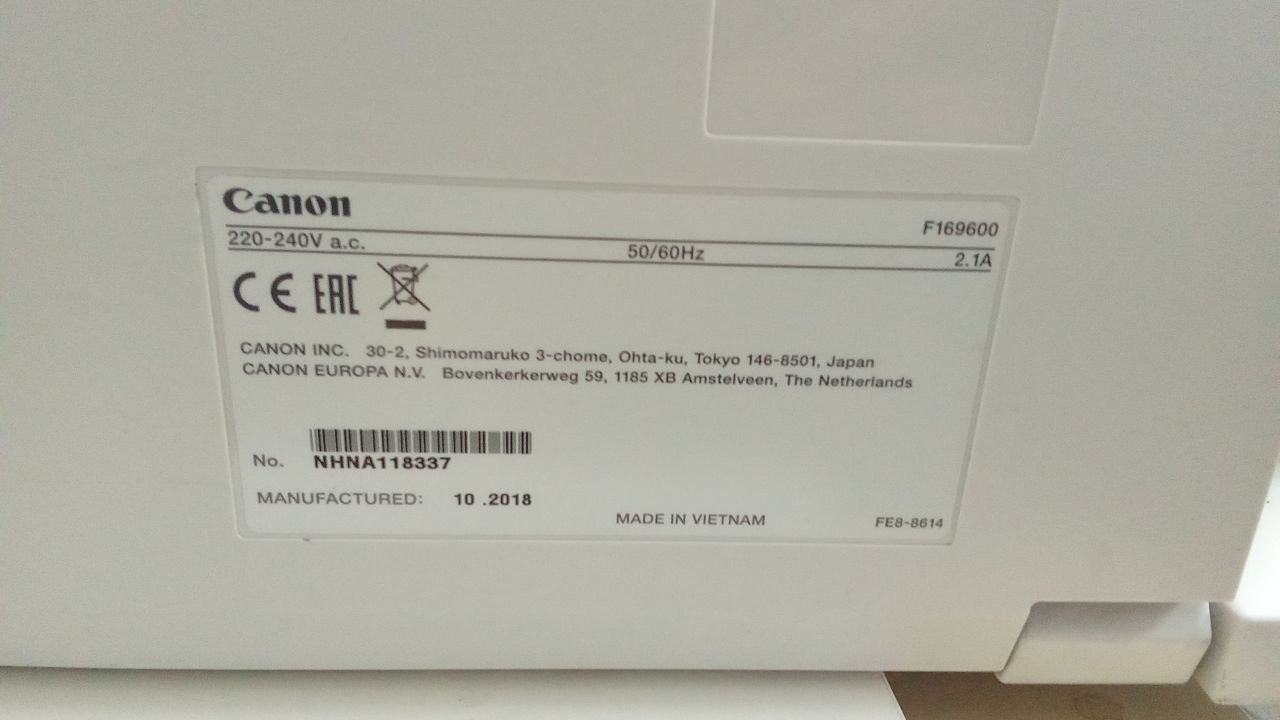 Canon
F169600
220-240V a.c. 50/60Hz 2.1A
CE EAC
CANON INC. 30-2, Shimomaruko 3-chome, Ohta-ku, Tokyo 146-8501, Japan
CANON EUROPA N.V. Bovenkerkerweg 59, 1185 XB Amstelveen, The Netherlands
No. NHNA118337
MANUFACTURED: 10 .2018
MADE IN VIETNAM FE8-8614